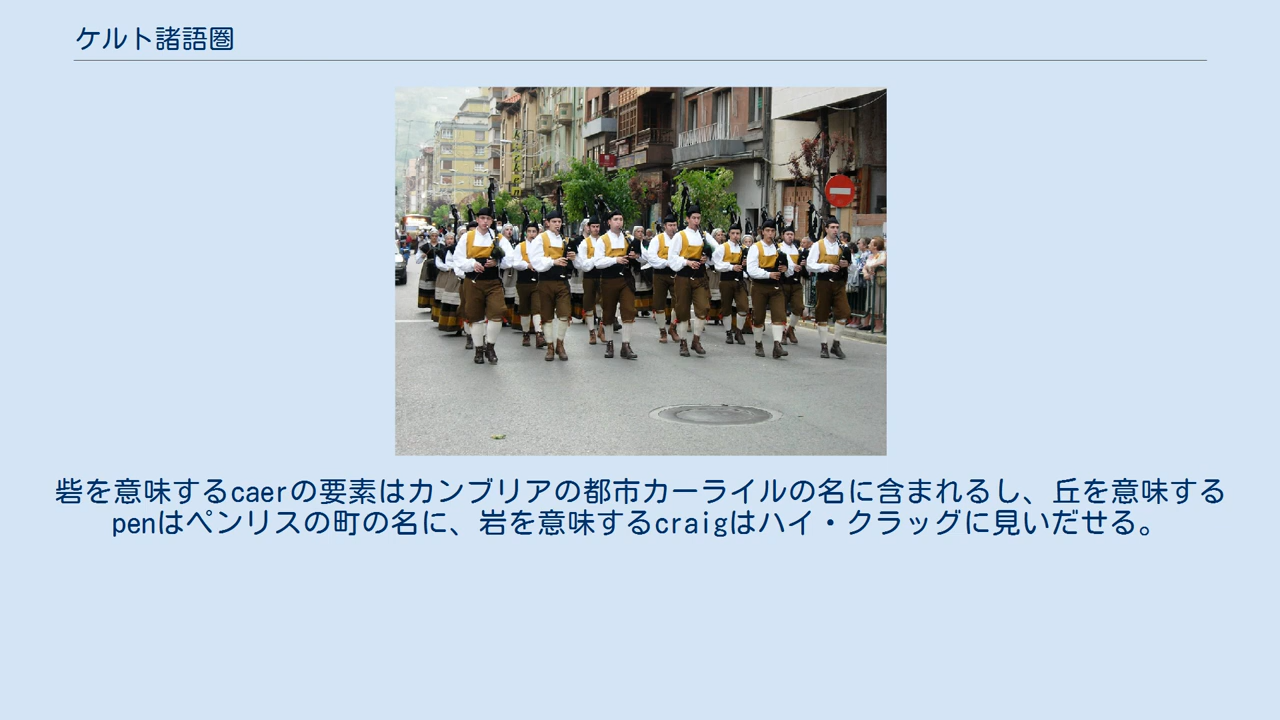 ケルト諸語圏
砦を意味するcaerの要素はカンブリアの都市カーライルの名に含まれるし、丘を意味する
penはペンリスの町の名に、岩を意味するcraigはハイ・クラッグに見いだせる。